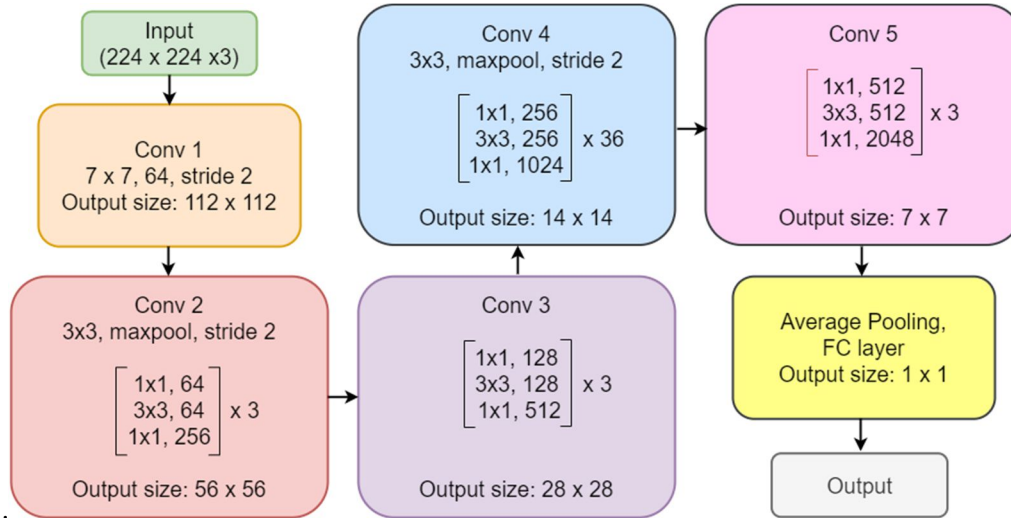 Input
(224 x 224 x3)
Conv 1
7 x 7, 64, stride 2
Output size: 112 x 112
Conv 2
3x3, maxpool, stride 2
1x1, 64
3x3, 64 x 3
1x1, 256
Output size: 56 x 56
Conv 3
1x1, 128
3x3, 128 x 3
1x1, 512
Output size: 28 x 28
Conv 4
3x3, maxpool, stride 2
1x1, 256
3x3, 256 x 36
1x1, 1024
Output size: 14 x 14
Conv 5
1x1, 512
3x3, 512 x 3
1x1, 2048
Output size: 7 x 7
Average Pooling,
FC layer
Output size: 1 x 1
Output